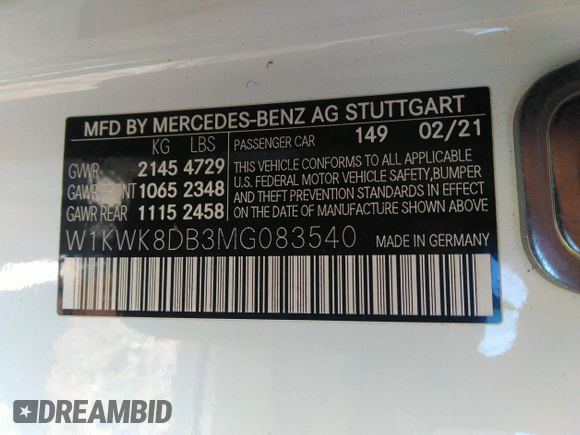 MFD BY MERCEDES-BENZ AG STUTTGART
KG LBS PASSENGER CAR 149 02/21
GVWR 2145 4729 THIS VEHICLE CONFORMS TO ALL APPLICABLE
GAWR FRONT 1065 2348 U.S. FEDERAL MOTOR VEHICLE SAFETY, BUMPER
AND THEFT PREVENTION STANDARDS IN EFFECT
GAWR REAR 1115 2458 ON THE DATE OF MANUFACTURE SHOWN ABOVE
W1KWK8DB3MG083540 MADE IN GERMANY
DREAMBID